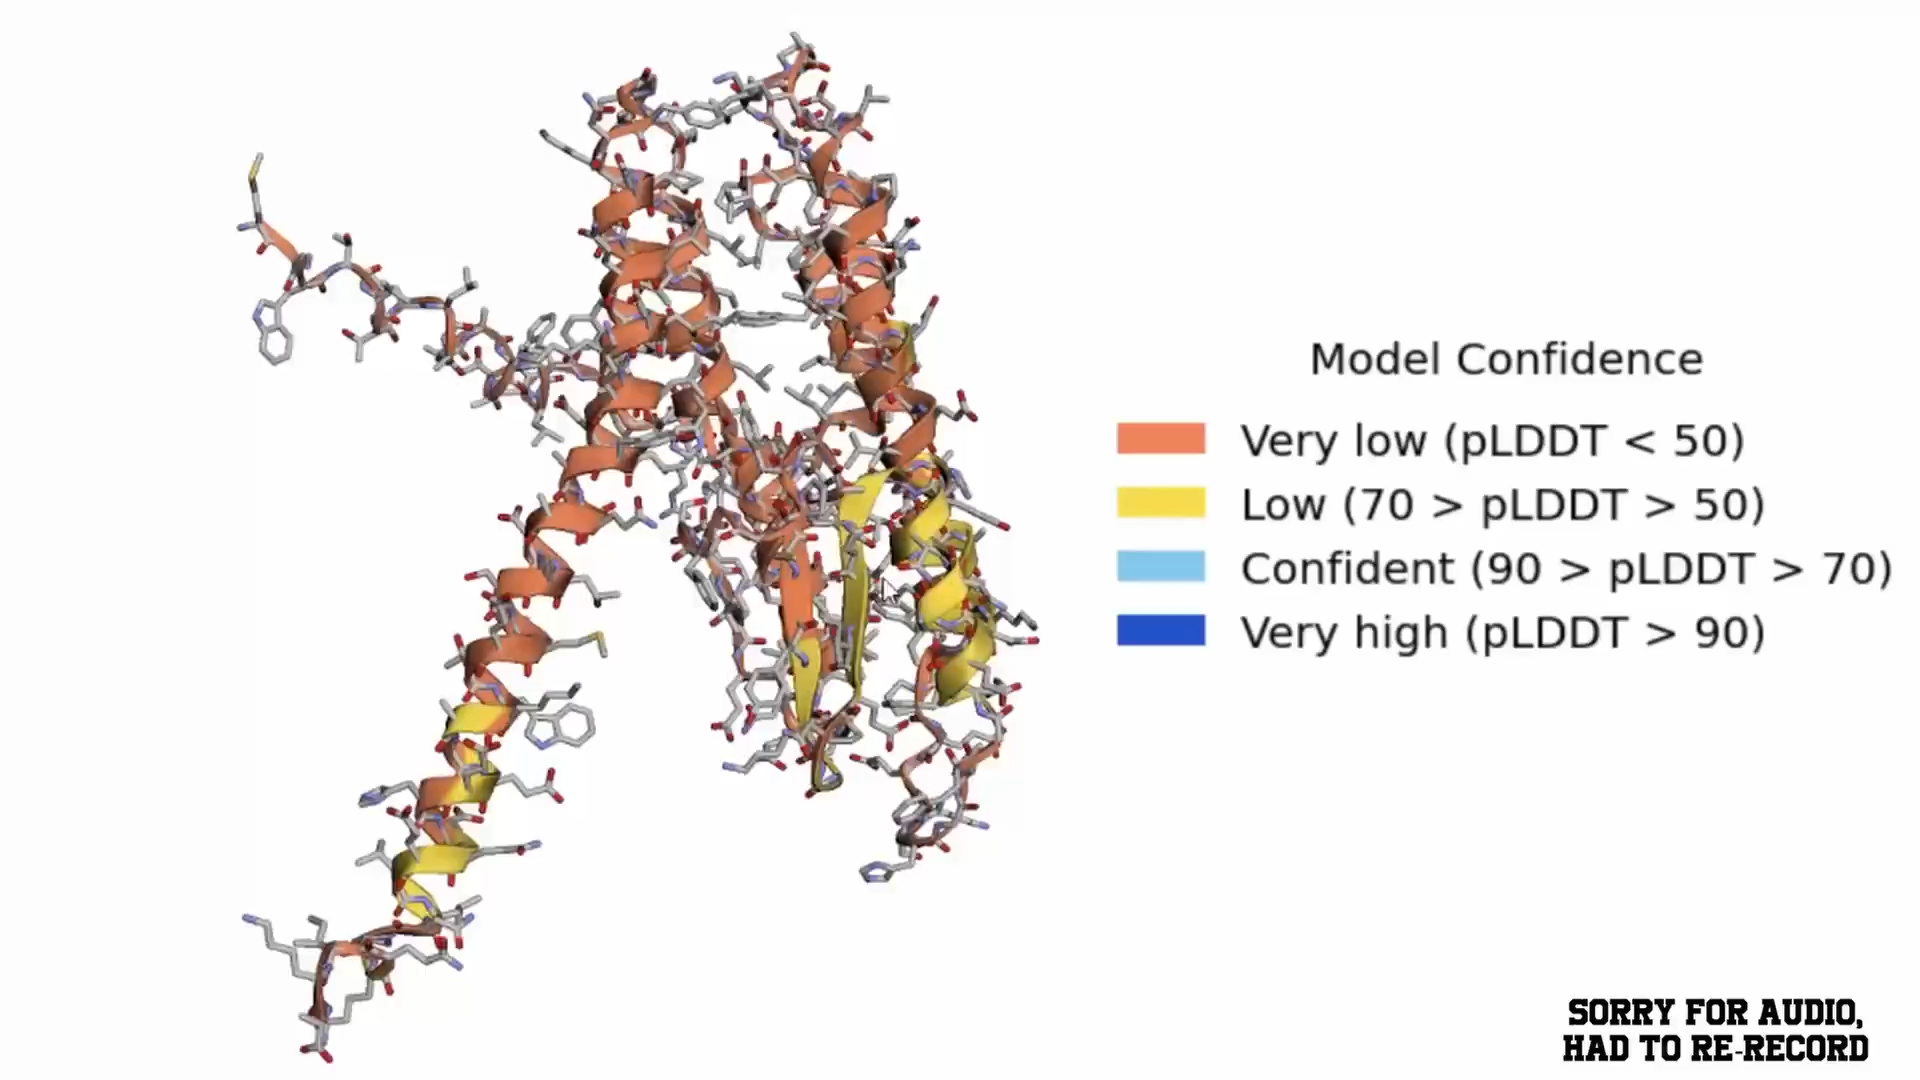 Model Confidence
Very low (pLDDT < 50)
Low (70 > pLDDT > 50)
Confident (90 > pLDDT > 70)
Very high (pLDDT > 90)
SORRY FOR AUDIO,
HAD TO RE-RECORD